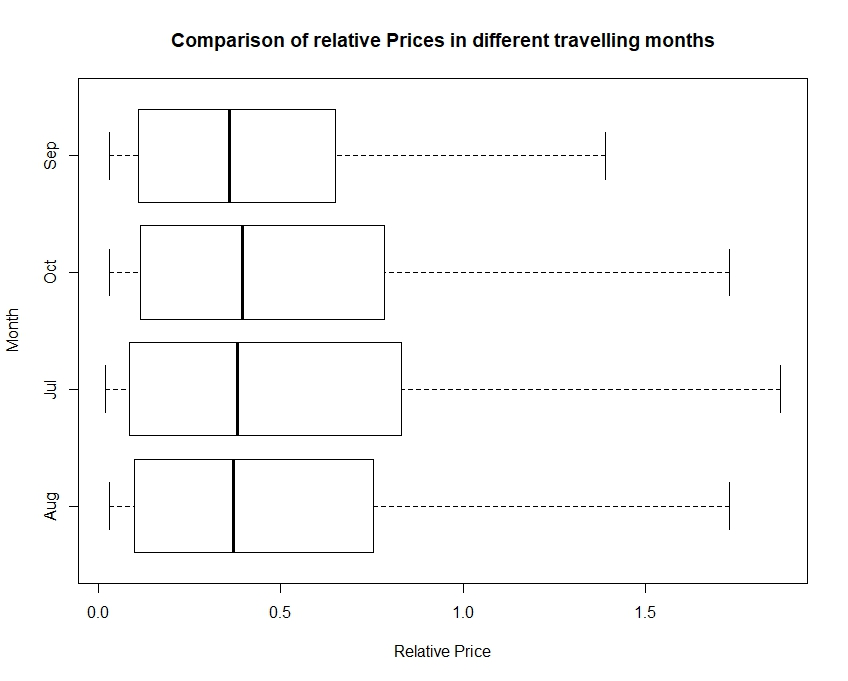 Comparison of relative Prices in different travelling months
Month
Sep
Oct
Jul
Aug
0.0 0.5 1.0 1.5
Relative Price